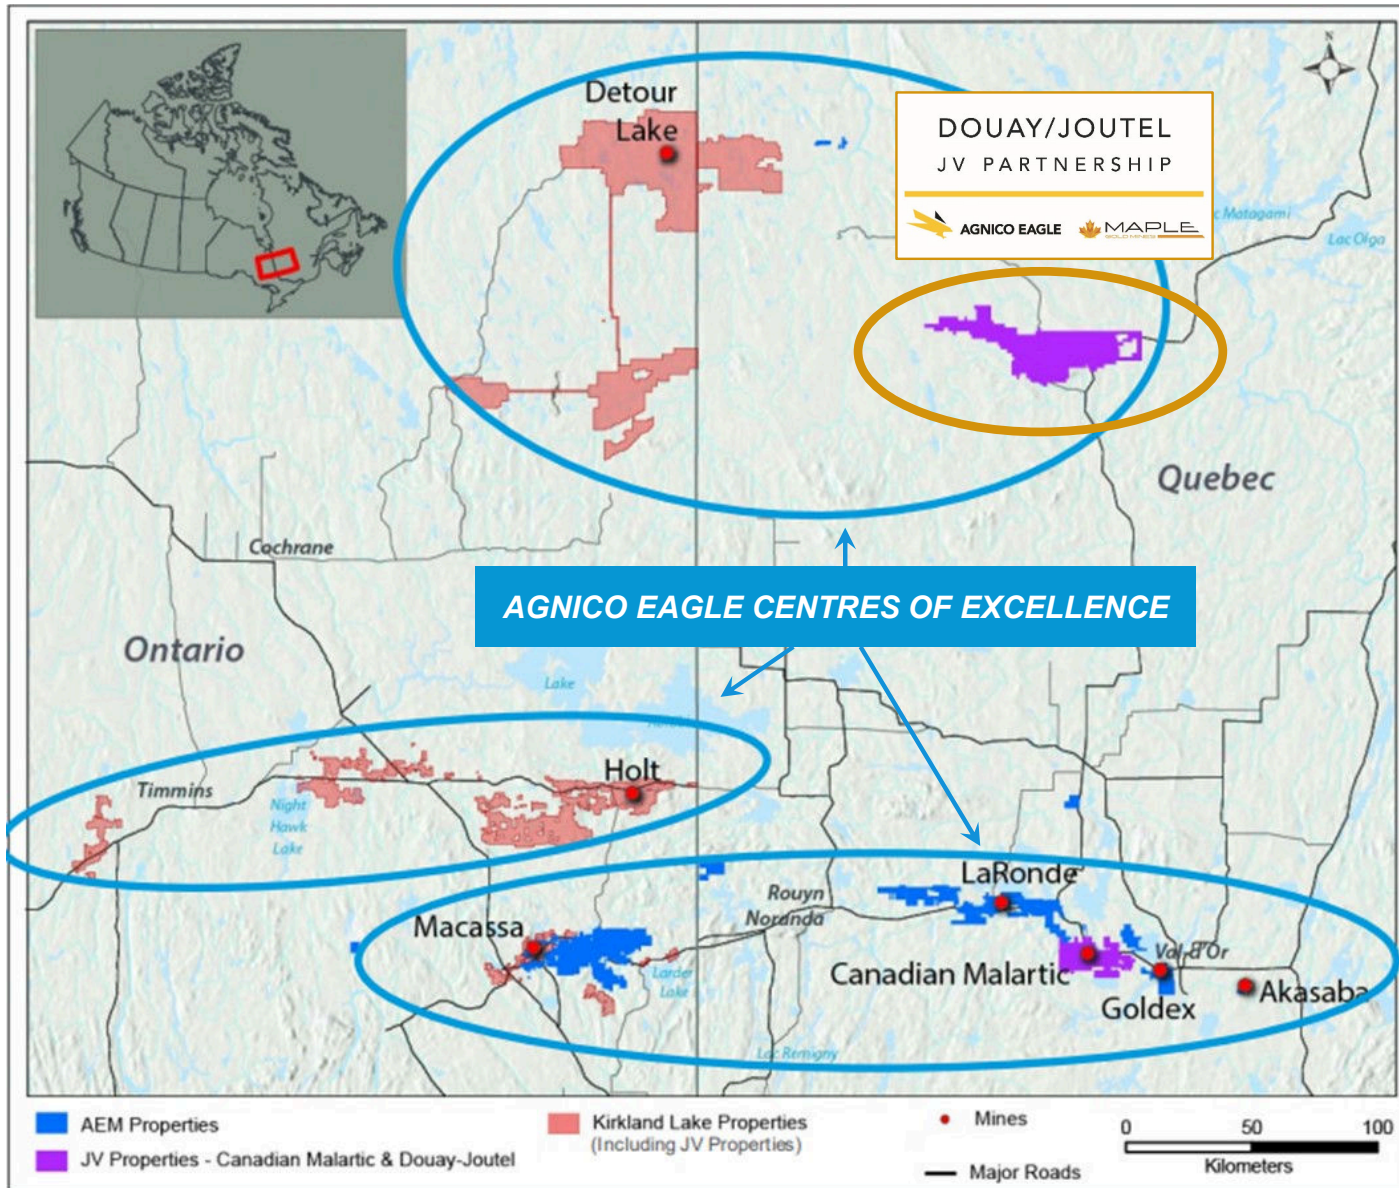 N
Detour
Lake
DOUAY/JOUTEL
JV PARTNERSHIP
AGNICO EAGLE
MAPLE
GOLD MINES
c Matagami
Lac Olga
Quebec
Cochrane
AGNICO EAGLE CENTRES OF EXCELLENCE
Ontario
Lake
Holt
Timmins
Night
Hawk
Lake
LaRonde
Rouyn
Noranda
Macassa
Val-d'Or
Canadian Malartic
Larder
Lake
Goldex
Akasaba
Lac Remigny
AEM Properties
JV Properties - Canadian Malartic & Douay-Joutel
Kirkland Lake Properties
(Including JV Properties)
Mines
Major Roads
0 50 100
Kilometers